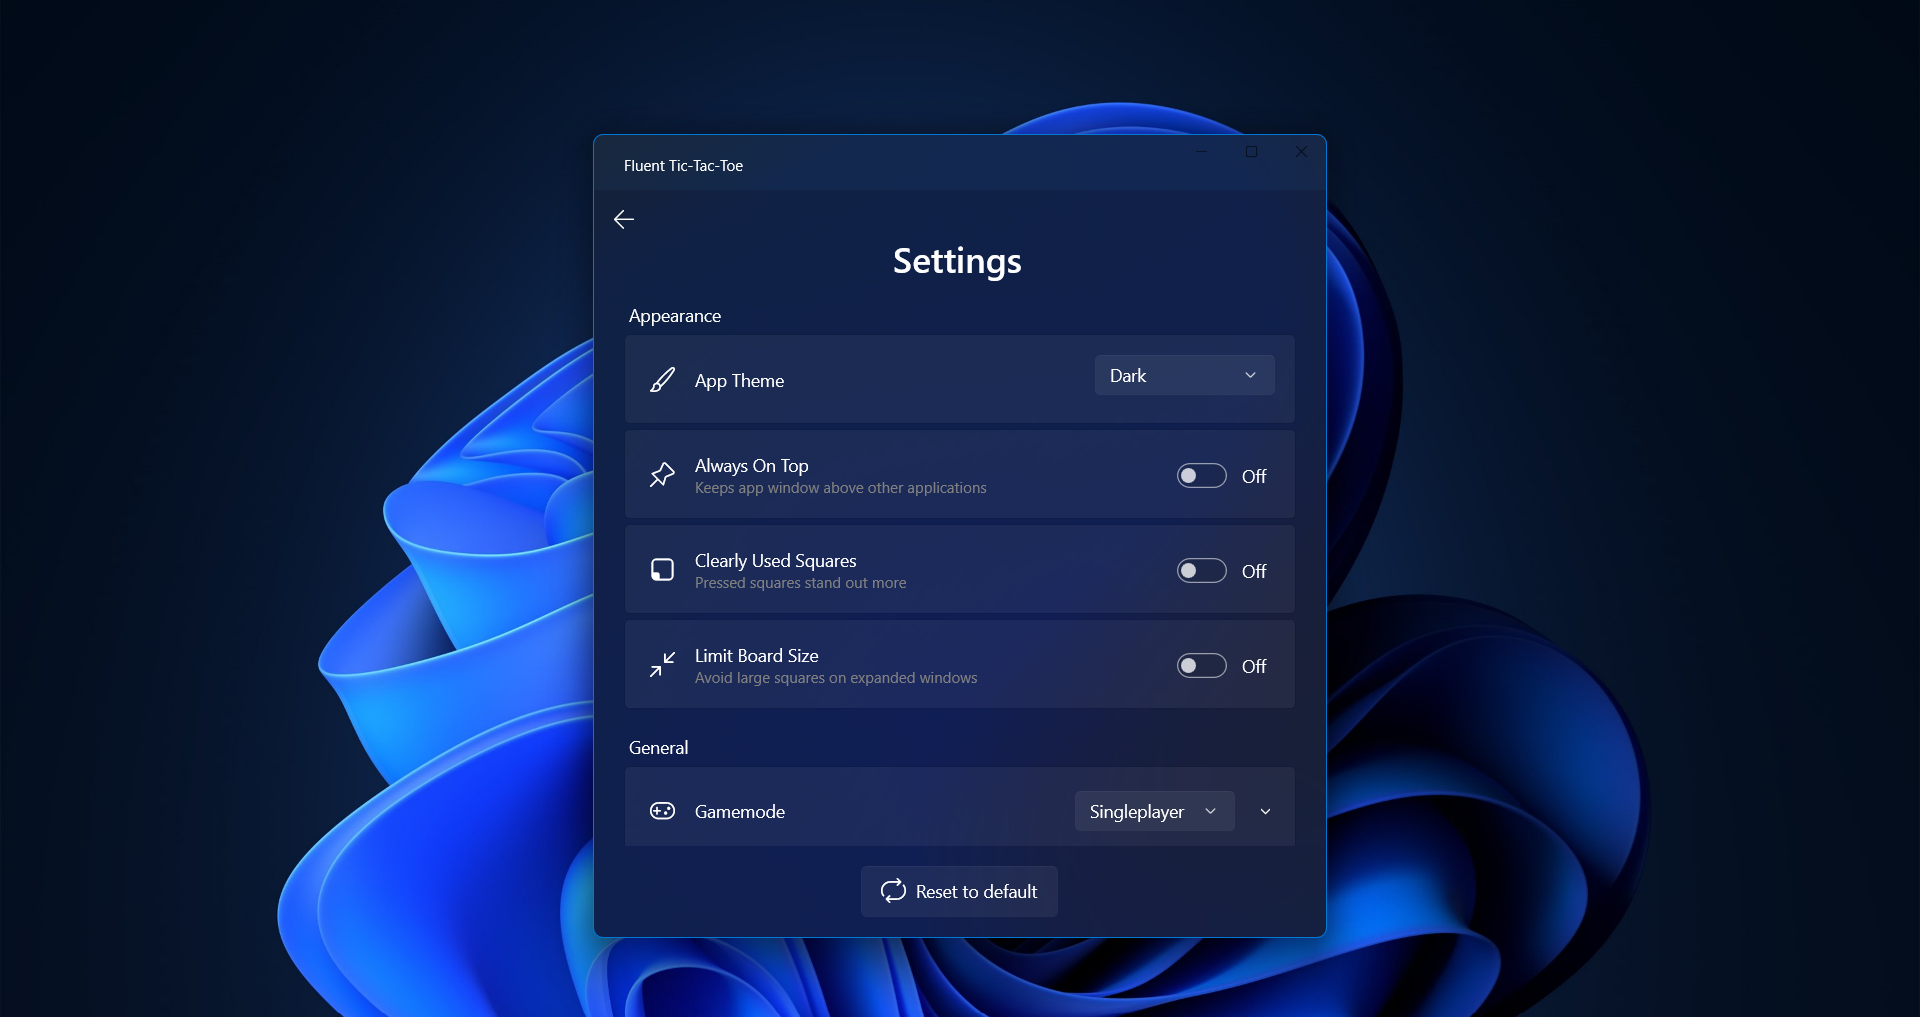 Fluent Tic-Tac-Toe
Settings
Appearance
App Theme
Dark
Always On Top
Keeps app window above other applications
Off
Clearly Used Squares
Pressed squares stand out more
Off
Limit Board Size
Avoid large squares on expanded windows
Off
General
Gamemode
Singleplayer
Reset to default